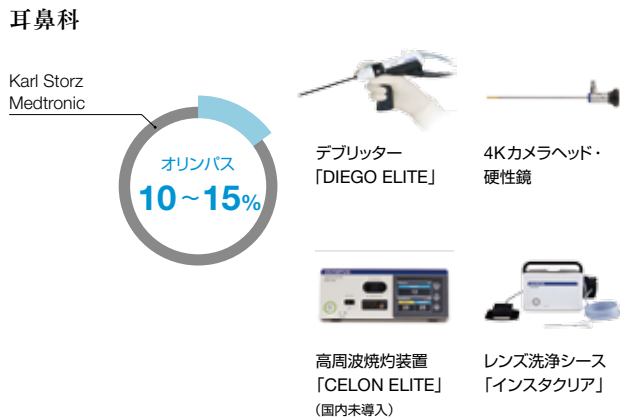 耳鼻科
Karl Storz
Medtronic
オリンパス
10～15%
デブリッター
「DIEGO ELITE」
4Kカメラヘッド・
硬性鏡
高周波焼灼装置
「CELON ELITE」
（国内未導入）
レンズ洗浄シース
「インスタクリア」